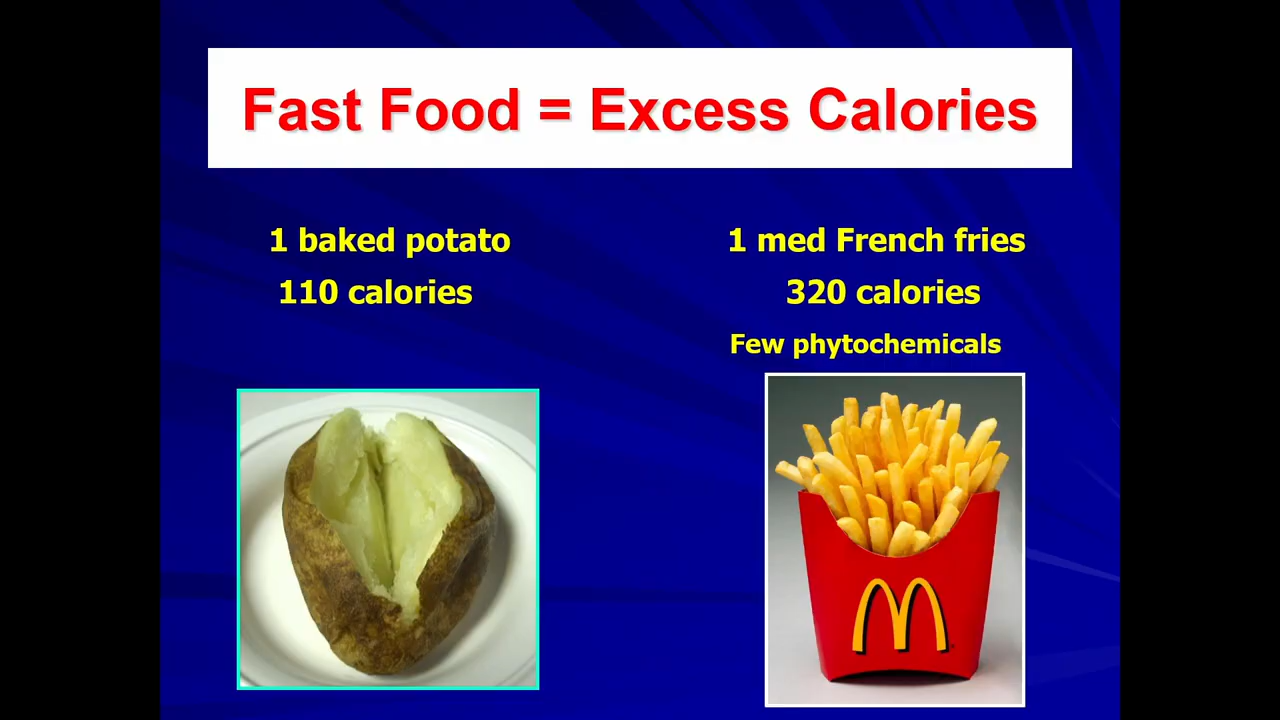 Fast Food = Excess Calories
1 baked potato
110 calories
1 med French fries
320 calories
Few phytochemicals
M